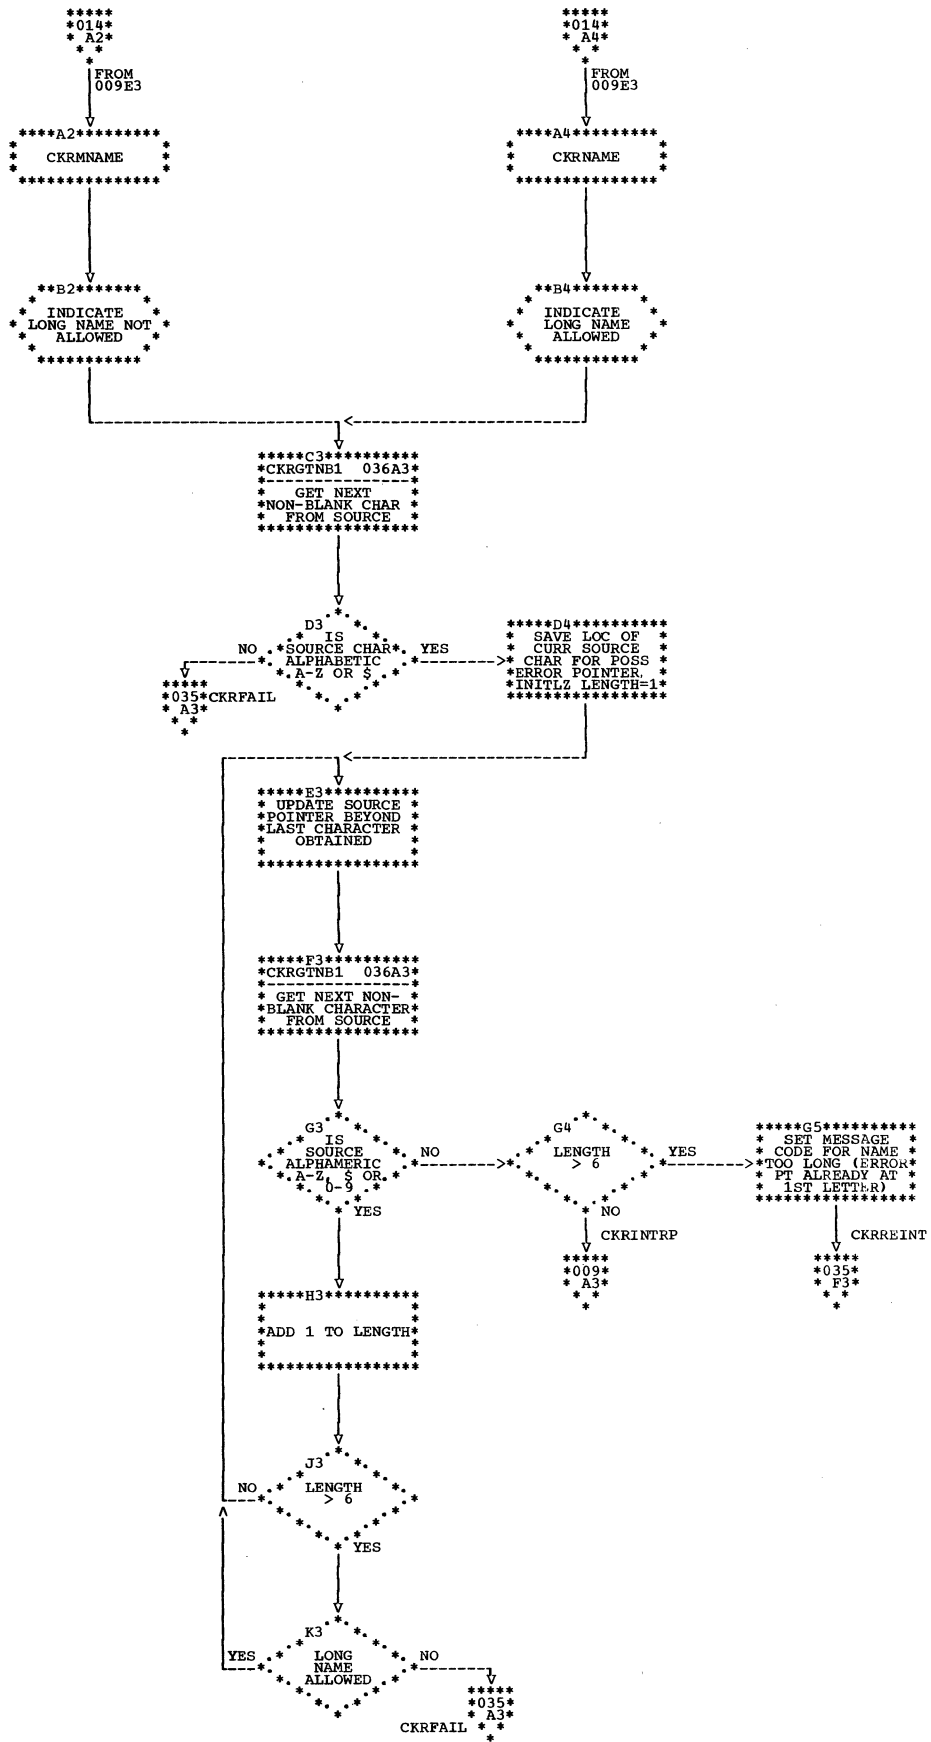 *014* *014*
A2 A4
FROM FROM
009E3 009E3
****A2********* ****A4*********
CKRMNAME CKRNAME
**B2******* **B4*******
INDICATE INDICATE
LONG NAME NOT LONG NAME
ALLOWED ALLOWED
*****C3**********
*CKRGTNB1 036A3*
GET NEXT
NON-BLANK CHAR
FROM SOURCE
D3
IS
SOURCE CHAR
ALPHABETIC
A-Z OR $
NO YES
*****D4**********
SAVE LOC OF
CURR SOURCE
CHAR FOR POSS
ERROR POINTER,
INITLZ LENGTH=1
*035*CKRFAIL
A3
*****E3**********
UPDATE SOURCE
POINTER BEYOND
LAST CHARACTER
OBTAINED
*****F3**********
*CKRGTNB1 036A3*
GET NEXT NON-
BLANK CHARACTER
FROM SOURCE
G3
IS
SOURCE
ALPHAMERIC
A-Z, $ OR
0-9
NO
YES
G4
LENGTH
> 6
YES
NO
*****G5**********
SET MESSAGE
CODE FOR NAME
TOO LONG (ERROR
PT ALREADY AT
1ST LETTER)
CKRINTRP CKRREINT
*009* *035*
A3 F3
*****H3**********
*ADD 1 TO LENGTH*
J3
LENGTH
> 6
NO
YES
K3
LONG
NAME
ALLOWED
YES NO
*035*
A3
CKRFAIL